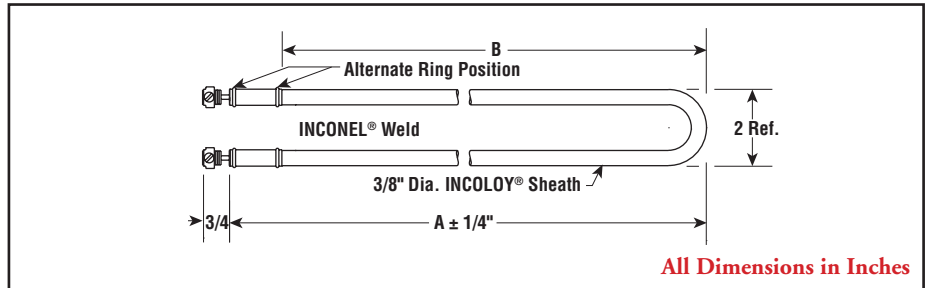 B
Alternate Ring Position
INCONEL® Weld
2 Ref.
3/8" Dia. INCOLOY® Sheath
3/4
A ± 1/4"
All Dimensions in Inches